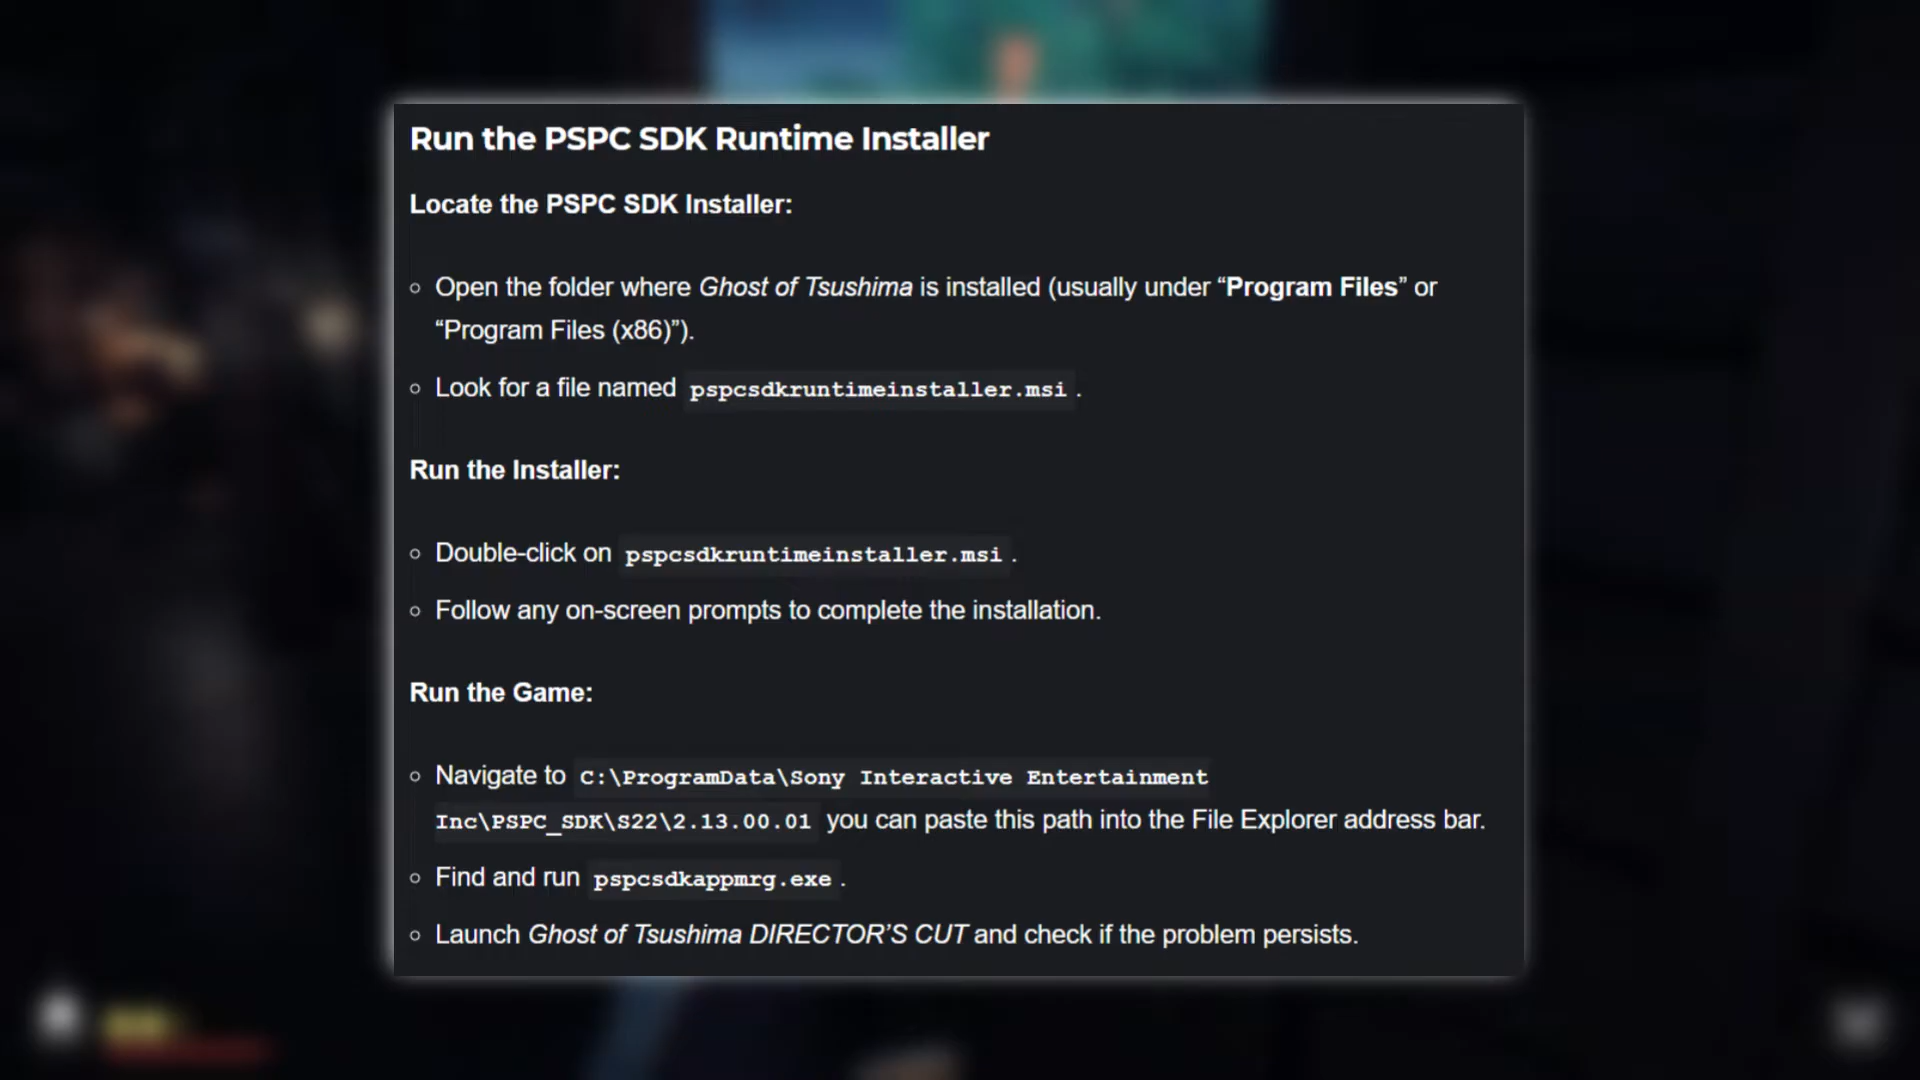 Run the PSPC SDK Runtime Installer
Locate the PSPC SDK Installer:
Open the folder where Ghost of Tsushima is installed (usually under “Program Files” or
“Program Files (x86)”).
Look for a file named pspcsdkruntimeinstaller.msi .
Run the Installer:
Double-click on pspcsdkruntimeinstaller.msi .
Follow any on-screen prompts to complete the installation.
Run the Game:
Navigate to C:\ProgramData\Sony Interactive Entertainment
Inc\PSPC_SDK\S22\2.13.00.01 you can paste this path into the File Explorer address bar.
Find and run pspcsdkappmrg.exe .
Launch Ghost of Tsushima DIRECTOR’S CUT and check if the problem persists.